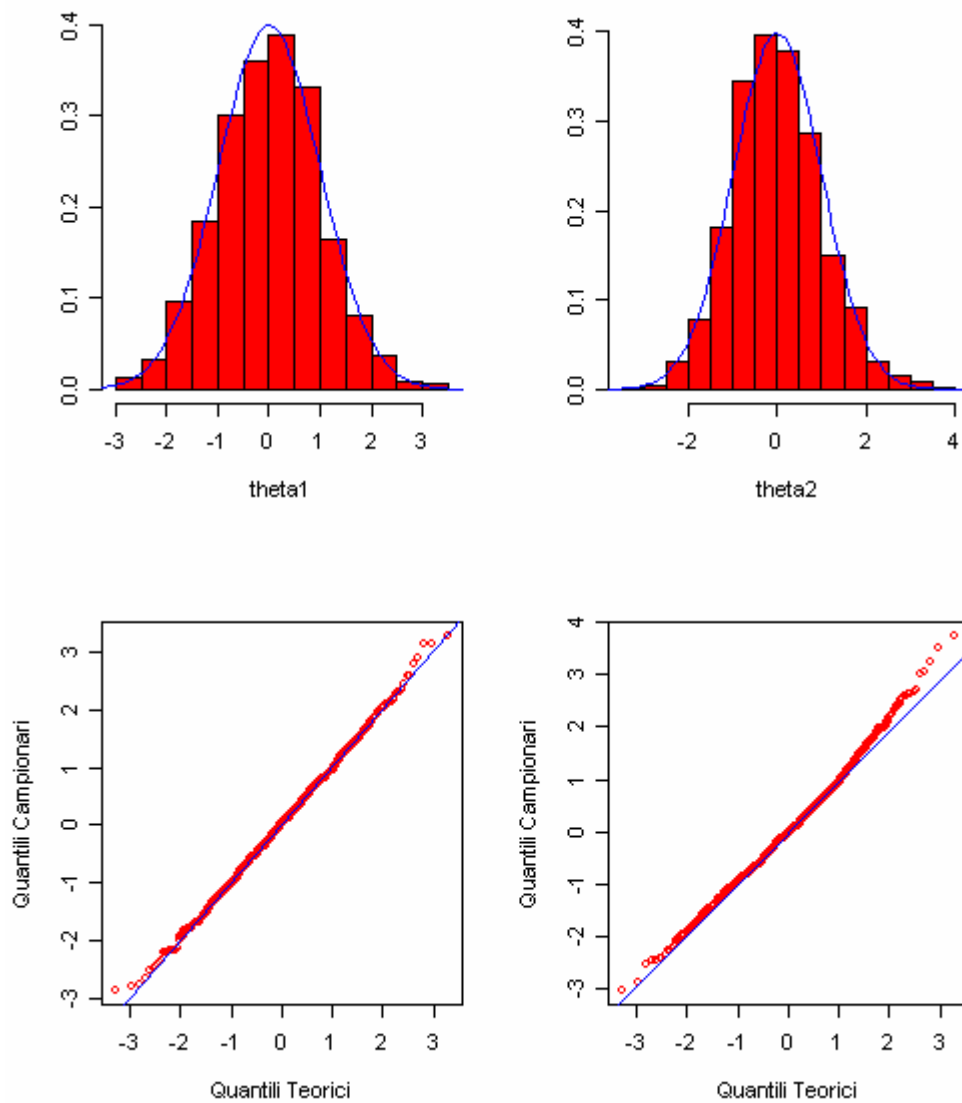 0.4
0.3
0.2
0.1
0.0
-3 -2 -1 0 1 2 3
theta1
0.4
0.3
0.2
0.1
0.0
-2 0 2 4
theta2
Quantili Campionari
3
2
1
0
-1
-2
-3
-3 -2 -1 0 1 2 3
Quantili Teorici
Quantili Campionari
4
3
2
1
0
-1
-2
-3
-3 -2 -1 0 1 2 3
Quantili Teorici